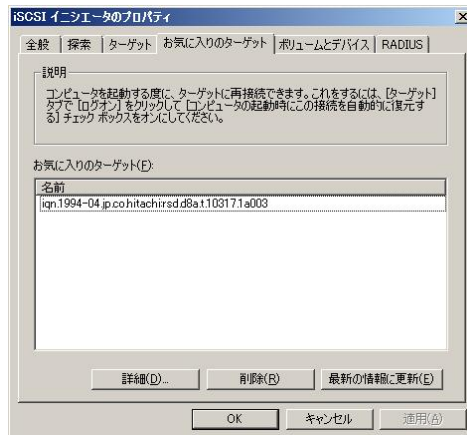 iSCSI イニシエータのプロパティ
全般 探索 ターゲット お気に入りのターゲット ボリュームとデバイス RADIUS
説明
コンピュータを起動する度に、ターゲットに再接続できます。これをするには、[ターゲット]
タブで [ログオン] をクリックして [コンピュータの起動時にこの接続を自動的に復元す
る] チェック ボックスをオンにしてください。
お気に入りのターゲット(F):
名前
iqn.1994-04.jp.co.hitachi:rsd.d8a.t.10317.1a003
詳細(D)... 削除(R) 最新の情報に更新(E)
OK キャンセル 適用(A)